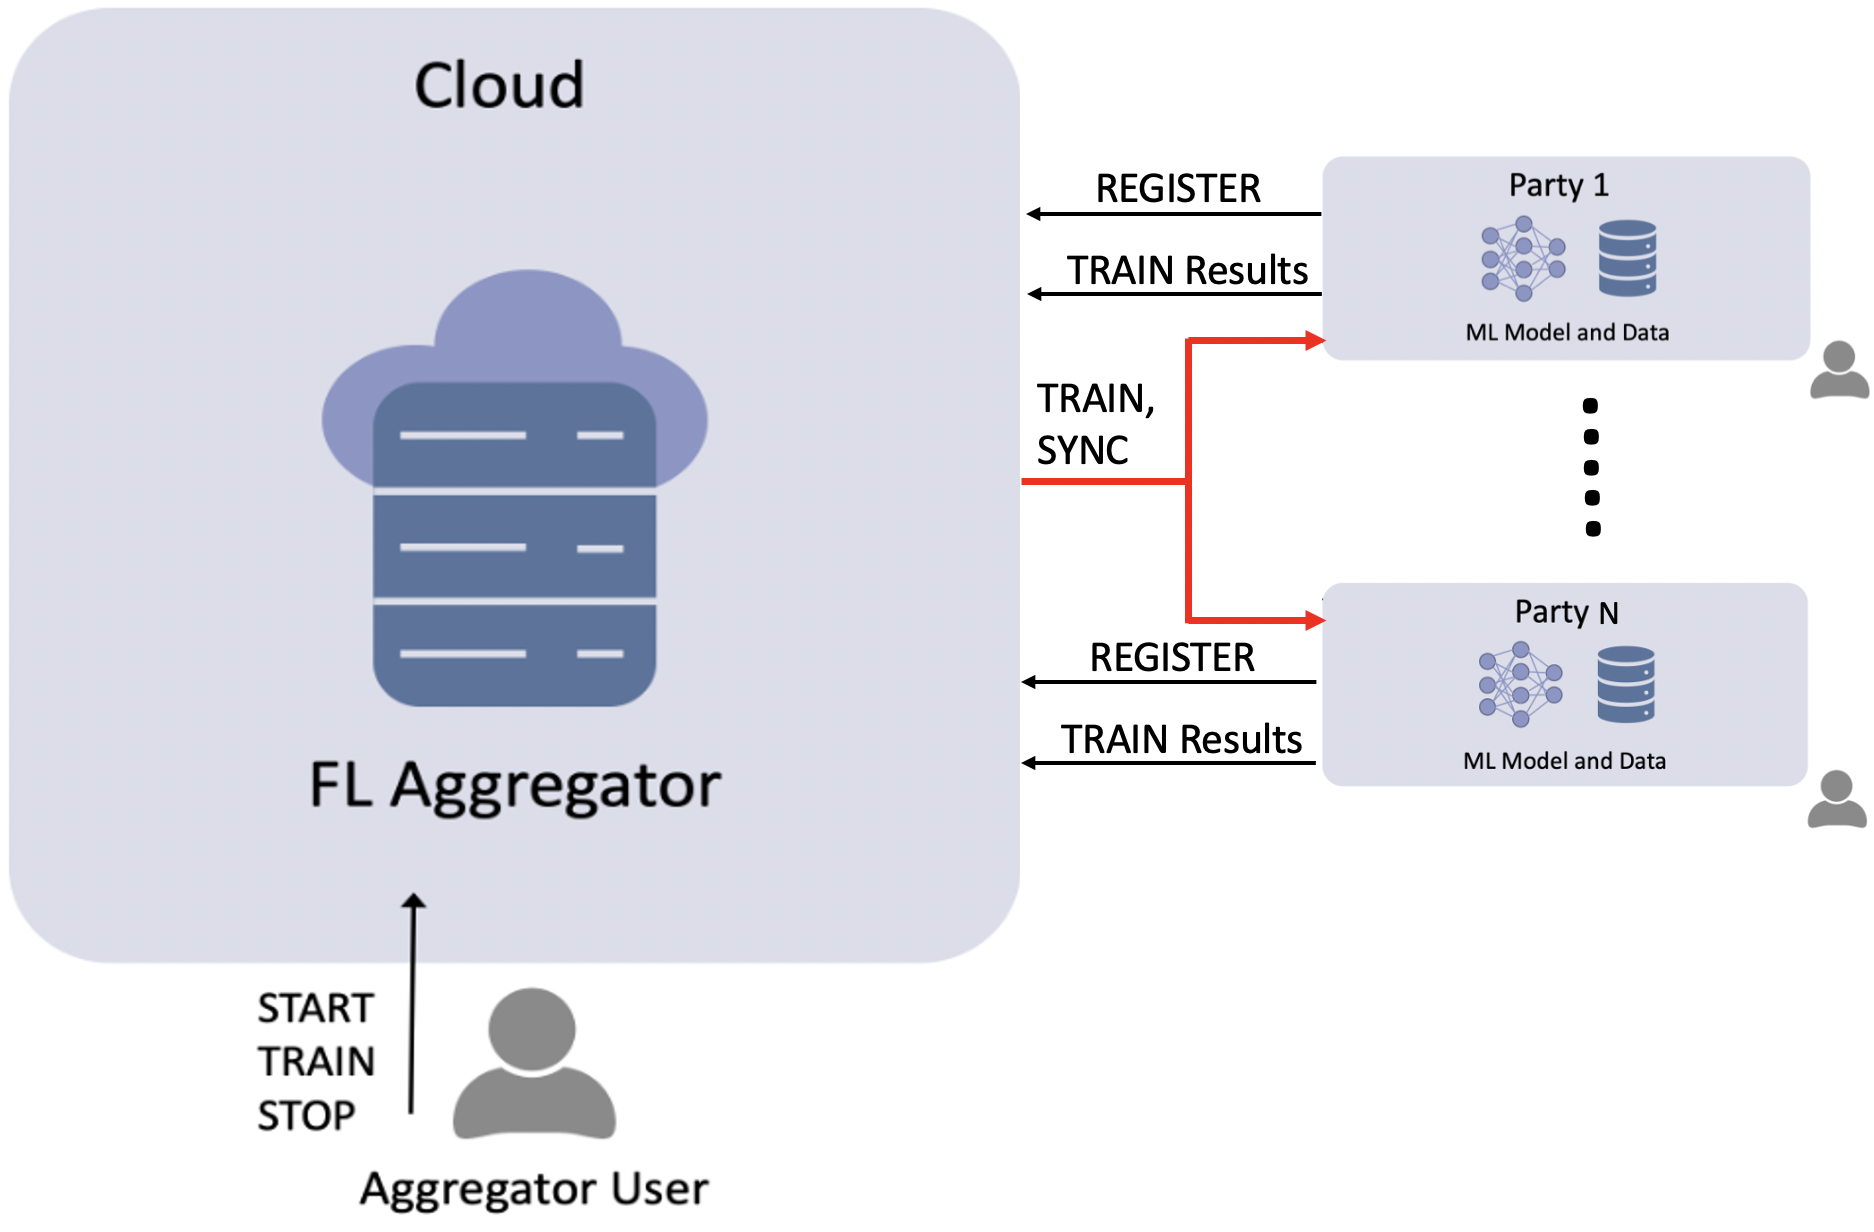 Cloud
FL Aggregator
START
TRAIN
STOP
Aggregator User
REGISTER
TRAIN Results
TRAIN,
SYNC
REGISTER
TRAIN Results
Party 1
ML Model and Data
Party N
ML Model and Data